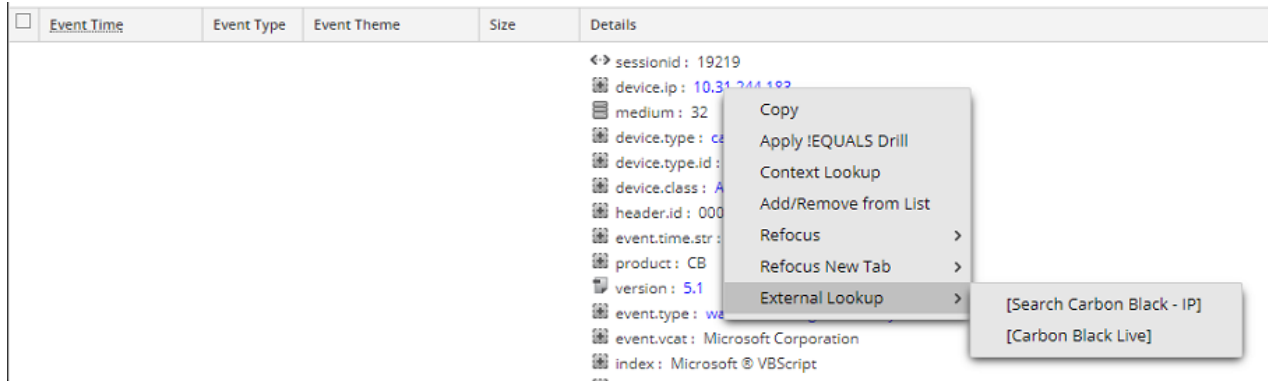 Event Time Event Type Event Theme Size Details
sessionid : 19219
device.ip : 10.31.244.183
medium : 32
device.type :
device.type.id :
device.class : A
header.id : 000
event.time.str :
product : CB
version : 5.1
event.type : wa
event.vcat : Microsoft Corporation
index : Microsoft ® VBScript
Copy
Apply !EQUALS Drill
Context Lookup
Add/Remove from List
Refocus
Refocus New Tab
External Lookup
[Search Carbon Black - IP]
[Carbon Black Live]